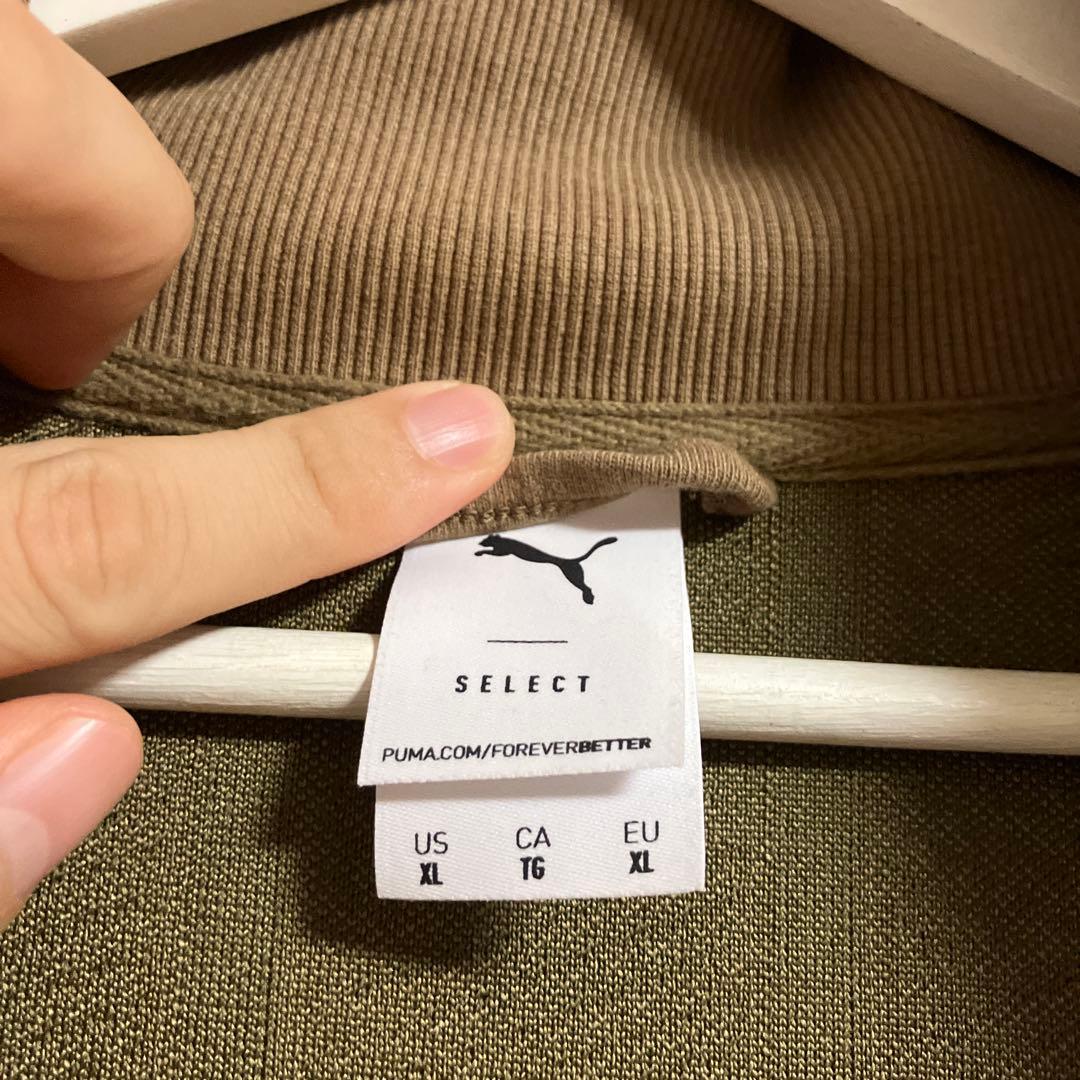 SELECT
PUMA.COM/FOREVERBETTER
US CA EU
XL TG XL